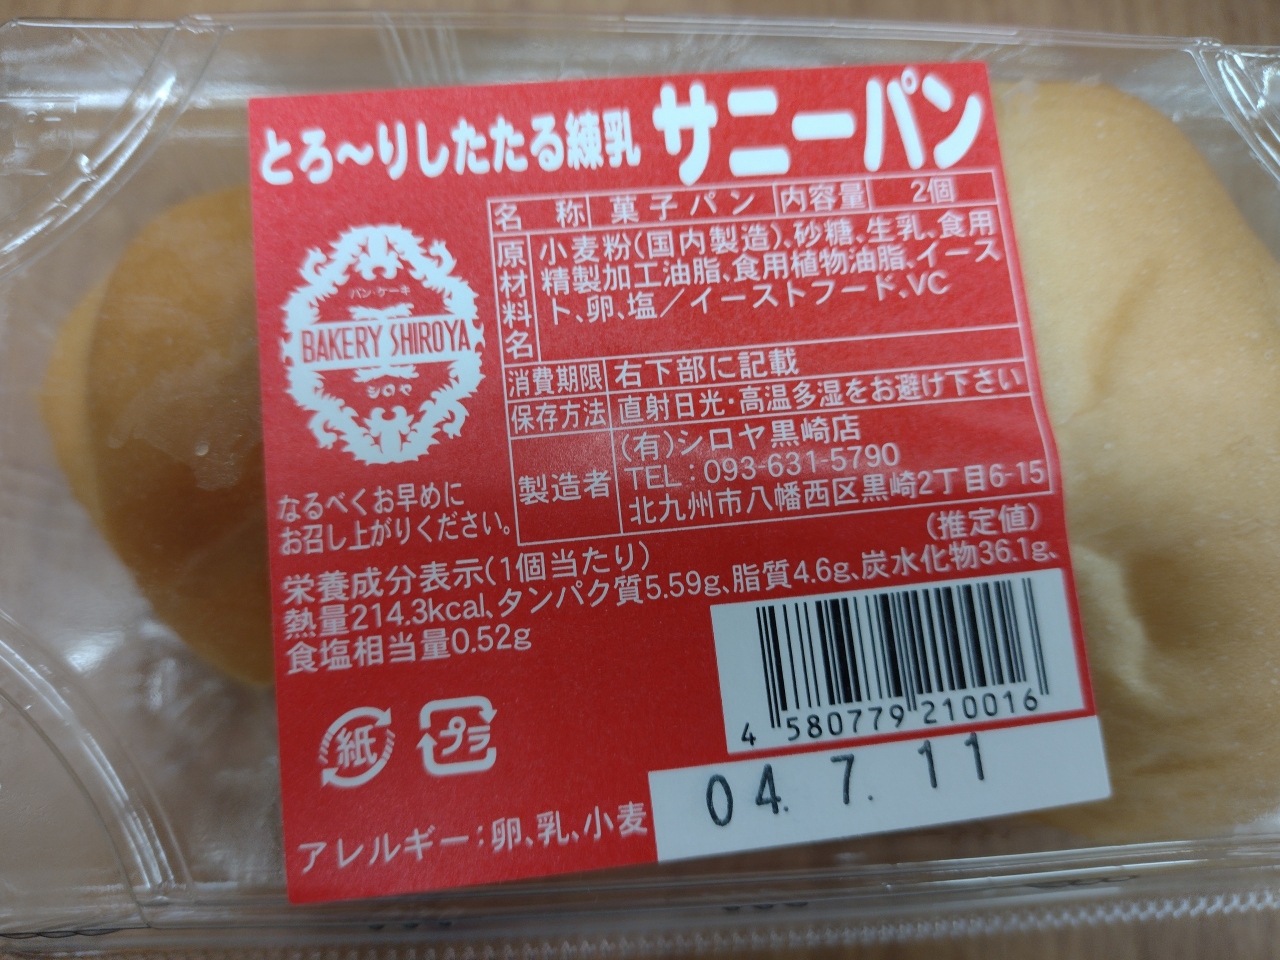 とろ～りしたたる練乳 サニーパン
名称 菓子パン 内容量 2個
原材料名 小麦粉(国内製造)、砂糖、生乳、食用
精製加工油脂、食用植物油脂、イース
ト、卵、塩／イーストフード、VC
消費期限 右下部に記載
保存方法 直射日光・高温多湿をお避け下さい
製造者 (有)シロヤ黒崎店
TEL：093-631-5790
北九州市八幡西区黒崎2丁目6-15
パン・ケーキ
BAKERY SHIROYA
シロヤ
なるべくお早めに
お召し上がりください。
栄養成分表示(1個当たり) (推定値)
熱量214.3kcal、タンパク質5.59g、脂質4.6g、炭水化物36.1g、
食塩相当量0.52g
紙 プラ
4 580779 210016
04. 7. 11
アレルギー：卵、乳、小麦